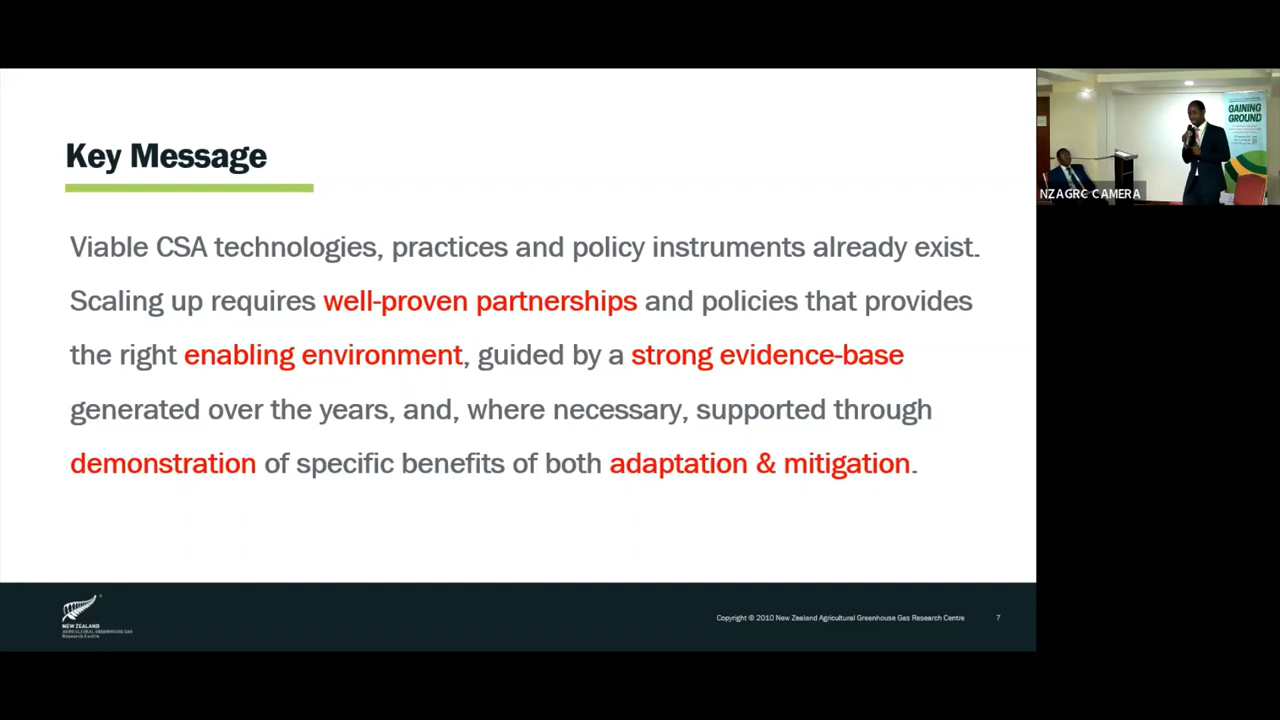 Key Message
Viable CSA technologies, practices and policy instruments already exist.
Scaling up requires well-proven partnerships and policies that provides
the right enabling environment, guided by a strong evidence-base
generated over the years, and, where necessary, supported through
demonstration of specific benefits of both adaptation & mitigation.
NEW ZEALAND
AGRICULTURAL GREENHOUSE GAS
Research Centre
Copyright © 2010 New Zealand Agricultural Greenhouse Gas Research Centre
7
GAINING
GROUND
NZAGRC CAMERA